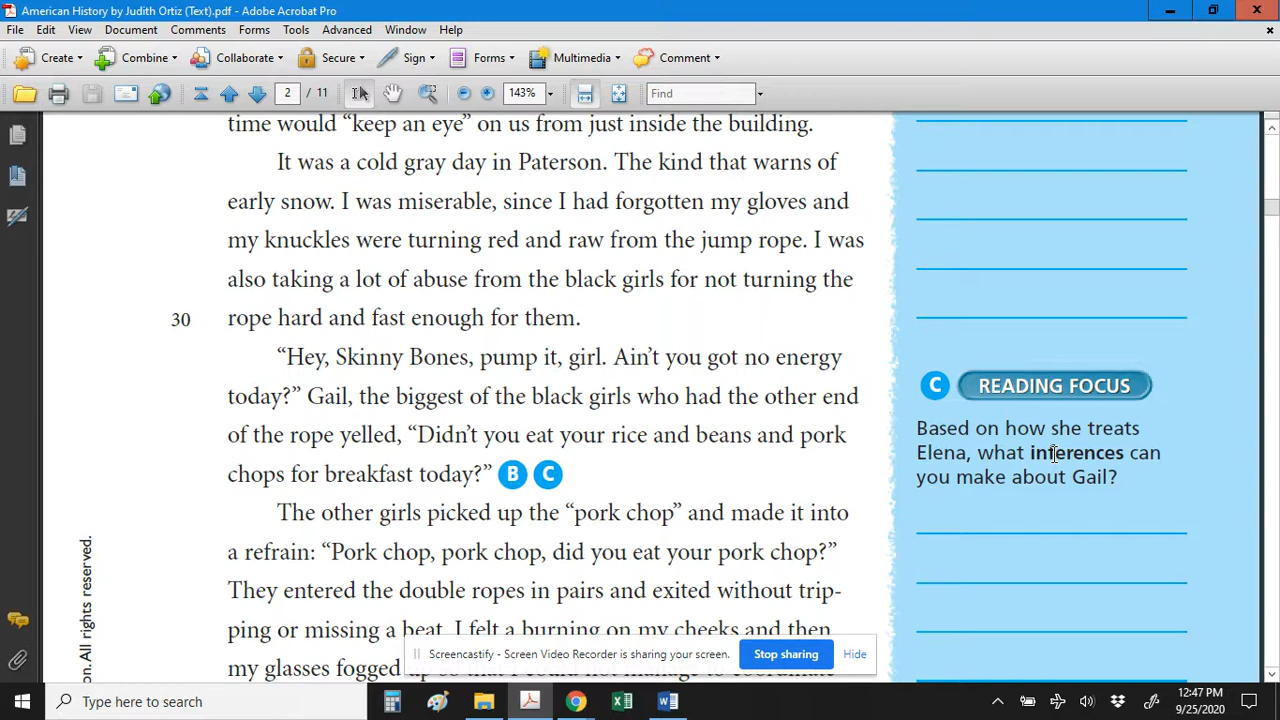 American History by Judith Ortiz (Text).pdf - Adobe Acrobat Pro
File Edit View Document Comments Forms Tools Advanced Window Help
Create Combine Collaborate Secure Sign Forms Multimedia Comment
2 / 11 143% Find
time would “keep an eye” on us from just inside the building.
It was a cold gray day in Paterson. The kind that warns of
early snow. I was miserable, since I had forgotten my gloves and
my knuckles were turning red and raw from the jump rope. I was
also taking a lot of abuse from the black girls for not turning the
30 rope hard and fast enough for them.
“Hey, Skinny Bones, pump it, girl. Ain’t you got no energy
today?” Gail, the biggest of the black girls who had the other end
of the rope yelled, “Didn’t you eat your rice and beans and pork
chops for breakfast today?” B C
The other girls picked up the “pork chop” and made it into
a refrain: “Pork chop, pork chop, did you eat your pork chop?”
They entered the double ropes in pairs and exited without trip-
ping or missing a beat. I felt a burning on my cheeks and then
my glasses fogged up so that I could not manage to coordinate
C READING FOCUS
Based on how she treats
Elena, what inferences can
you make about Gail?
on. All rights reserved.
Screencastify - Screen Video Recorder is sharing your screen. Stop sharing Hide
Type here to search
12:47 PM
9/25/2020